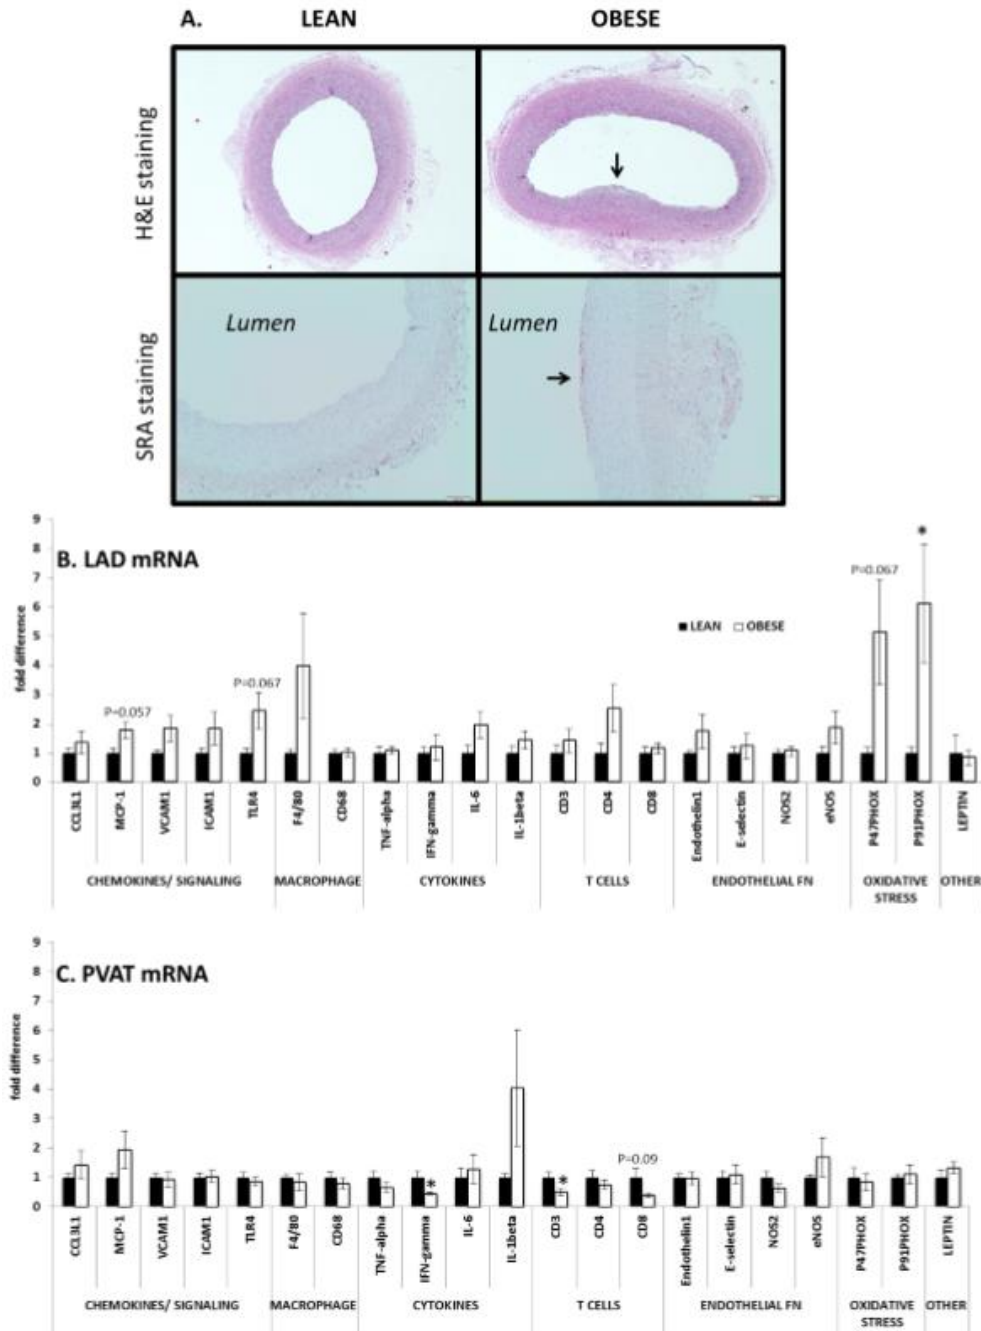 A. LEAN OBESE
H&E staining
SRA staining
Lumen
Lumen
B. LAD mRNA
fold difference
9
8
7
6
5
4
3
2
1
0
LEAN OBESE
P=0.057
P=0.067
P=0.067
*
CCL3L1 MCP-1 VCAM1 ICAM1 TLR4 F4/80 CD68 TNF-alpha IFN-gamma IL-6 IL-1beta CD3 CD4 CD8 Endothelin1 E-selectin NOS2 eNOS P47PHOX P91PHOX LEPTIN
CHEMOKINES/ SIGNALING MACROPHAGE CYTOKINES T CELLS ENDOTHELIAL FN OXIDATIVE OTHER
STRESS
C. PVAT mRNA
fold difference
9
8
7
6
5
4
3
2
1
0
*
*
P=0.09
CCL3L1 MCP-1 VCAM1 ICAM1 TLR4 F4/80 CD68 TNF-alpha IFN-gamma IL-6 IL-1beta CD3 CD4 CD8 Endothelin1 E-selectin NOS2 eNOS P47PHOX P91PHOX LEPTIN
CHEMOKINES/ SIGNALING MACROPHAGE CYTOKINES T CELLS ENDOTHELIAL FN OXIDATIVE OTHER
STRESS